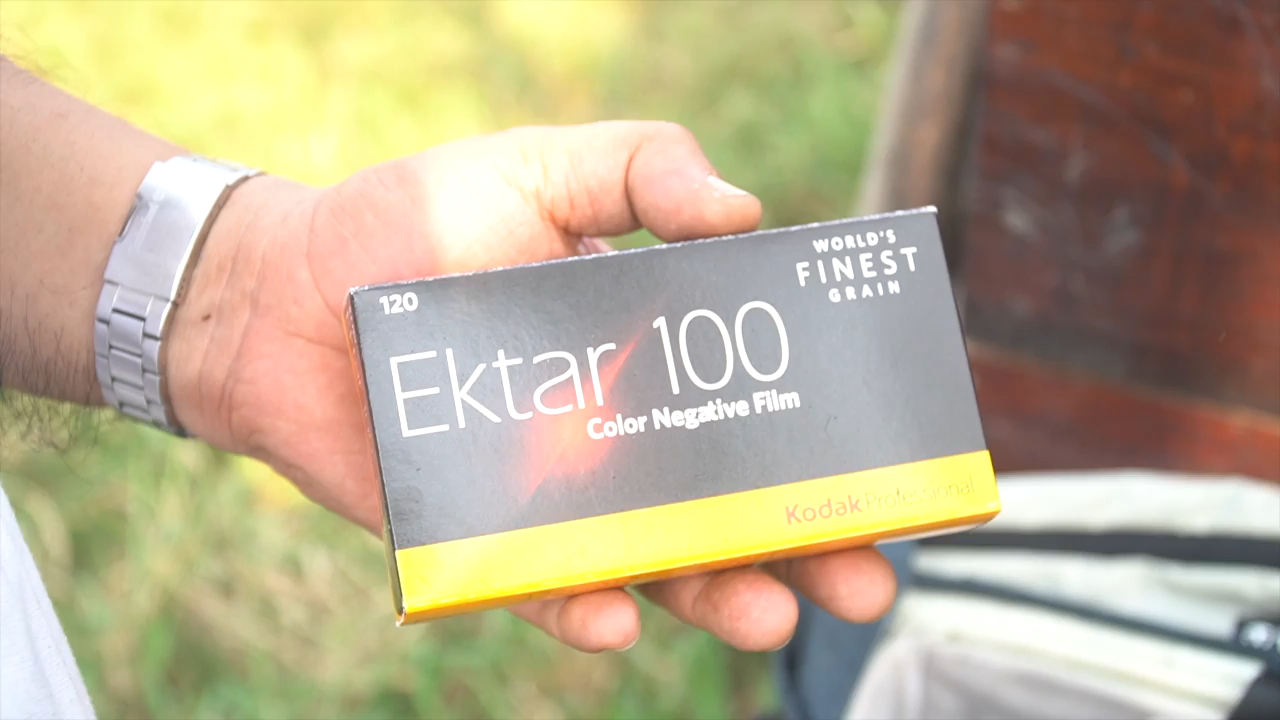 120
WORLD'S
FINEST
GRAIN
Ektar 100
Color Negative Film
Kodak Professional